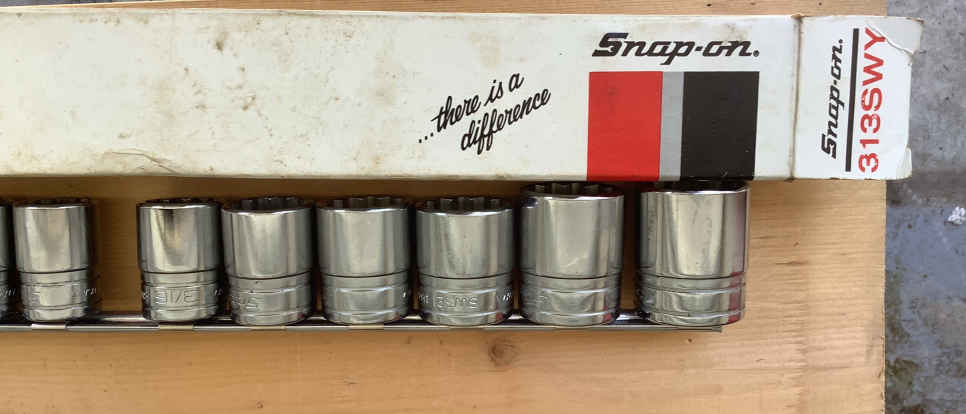 Snap-on.
...there is a
difference
Snap-on.
313SWY